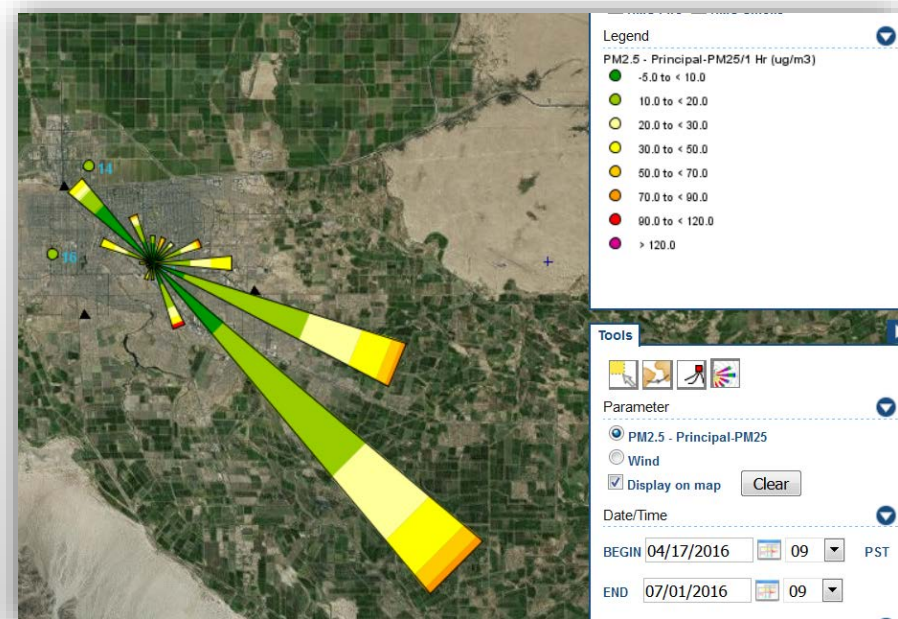 14
16
Legend
PM2.5 - Principal-PM25/1 Hr (ug/m3)
-5.0 to < 10.0
10.0 to < 20.0
20.0 to < 30.0
30.0 to < 50.0
50.0 to < 70.0
70.0 to < 90.0
90.0 to < 120.0
> 120.0
Tools
Parameter
PM2.5 - Principal-PM25
Wind
Display on map Clear
Date/Time
BEGIN 04/17/2016 09 PST
END 07/01/2016 09